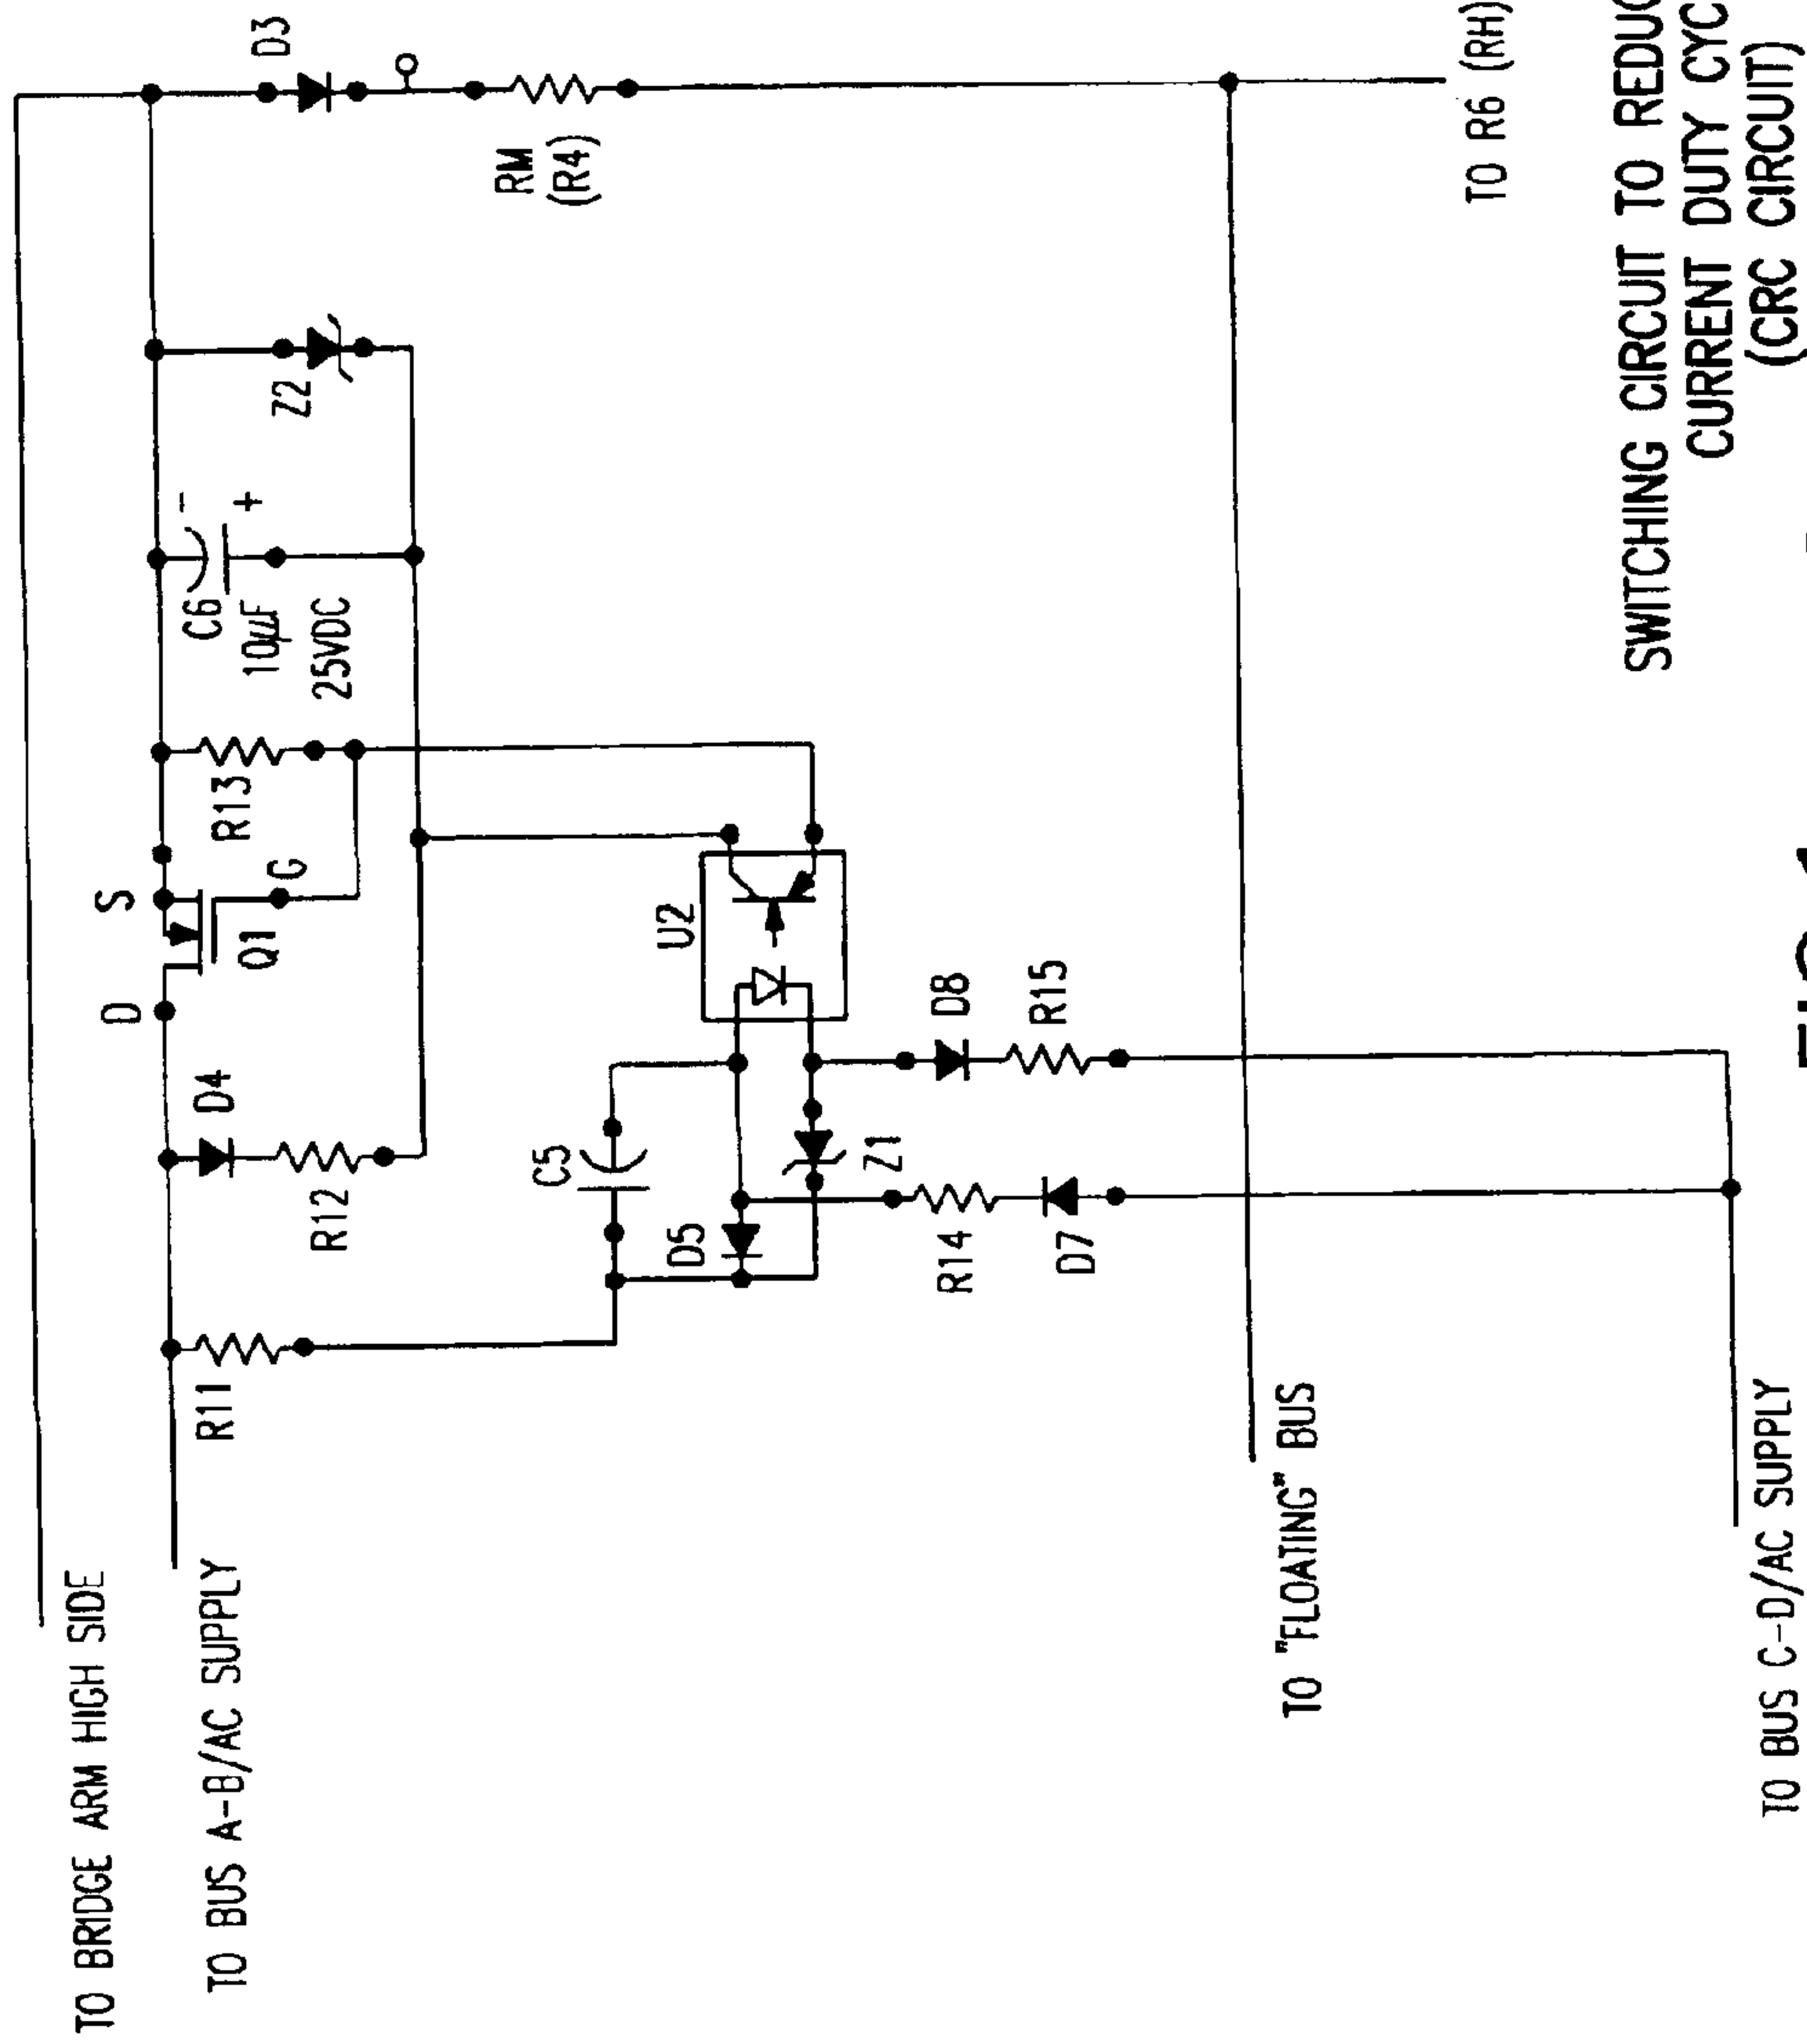 TO BRIDGE ARM HIGH SIDE
TO BUS A-B/AC SUPPLY
D3
RM
(R4)
Z2
C6
-
+
10µF
25VDC
R13
S
G
Q1
D
D4
R12
R11
U2
C5
D5
Z1
D8
R15
R14
D7
TO "FLOATING" BUS
TO BUS C-D/AC SUPPLY
TO R6 (RH)
SWITCHING CIRCUIT TO
CURRENT DUTY
(CRC CIRCUIT)